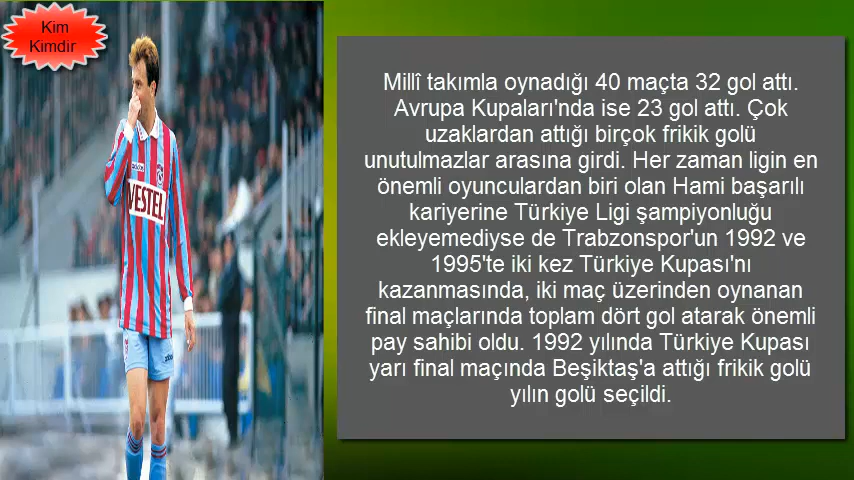 Kim
Kimdir
VESTEL
Millî takımla oynadığı 40 maçta 32 gol attı.
Avrupa Kupaları'nda ise 23 gol attı. Çok
uzaklardan attığı birçok frikik golü
unutulmazlar arasına girdi. Her zaman ligin en
önemli oyunculardan biri olan Hami başarılı
kariyerine Türkiye Ligi şampiyonluğu
ekleyemediyse de Trabzonspor'un 1992 ve
1995'te iki kez Türkiye Kupası'nı
kazanmasında, iki maç üzerinden oynanan
final maçlarında toplam dört gol atarak önemli
pay sahibi oldu. 1992 yılında Türkiye Kupası
yarı final maçında Beşiktaş'a attığı frikik golü
yılın golü seçildi.